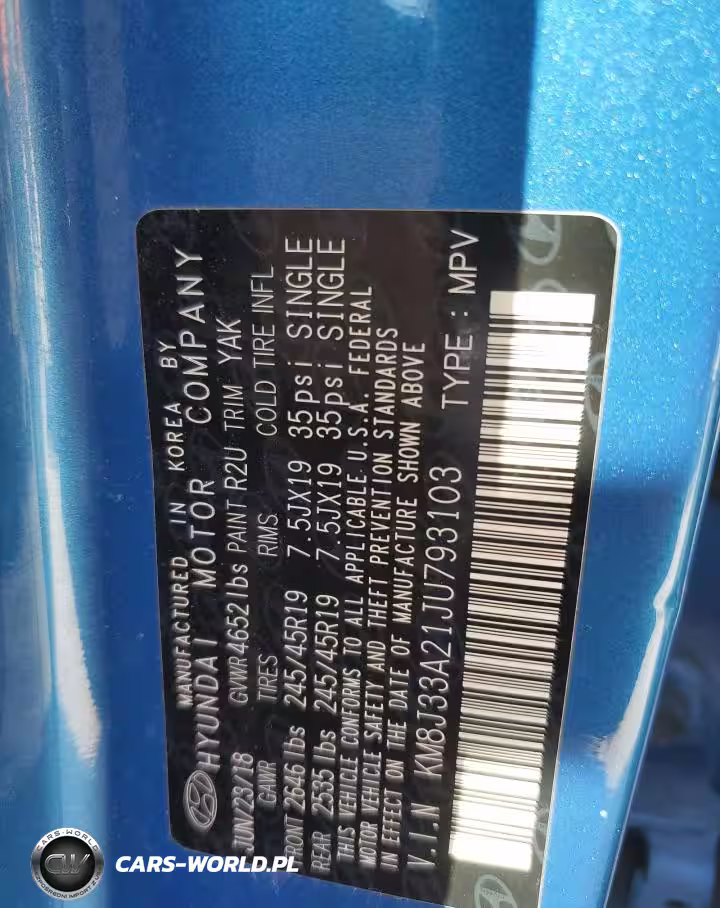 MANUFACTURED IN KOREA BY
HYUNDAI MOTOR COMPANY
JUN/23/18 GVWR 4652lbs PAINT R2U TRIM YAK
GAWR TIRES RIMS COLD TIRE INFL
FRONT 2646 lbs 245/45R19 7.5JX19 35psi SINGLE
REAR 2535 lbs 245/45R19 7.5JX19 35psi SINGLE
THIS VEHICLE CONFORMS TO ALL APPLICABLE U.S.A. FEDERAL
MOTOR VEHICLE SAFETY AND THEFT PREVENTION STANDARDS
IN EFFECT ON THE DATE OF MANUFACTURE SHOWN ABOVE
V.I.N KM8J33A21JU793103 TYPE : MPV
CARS-WORLD
CW
CARS-WORLD.PL